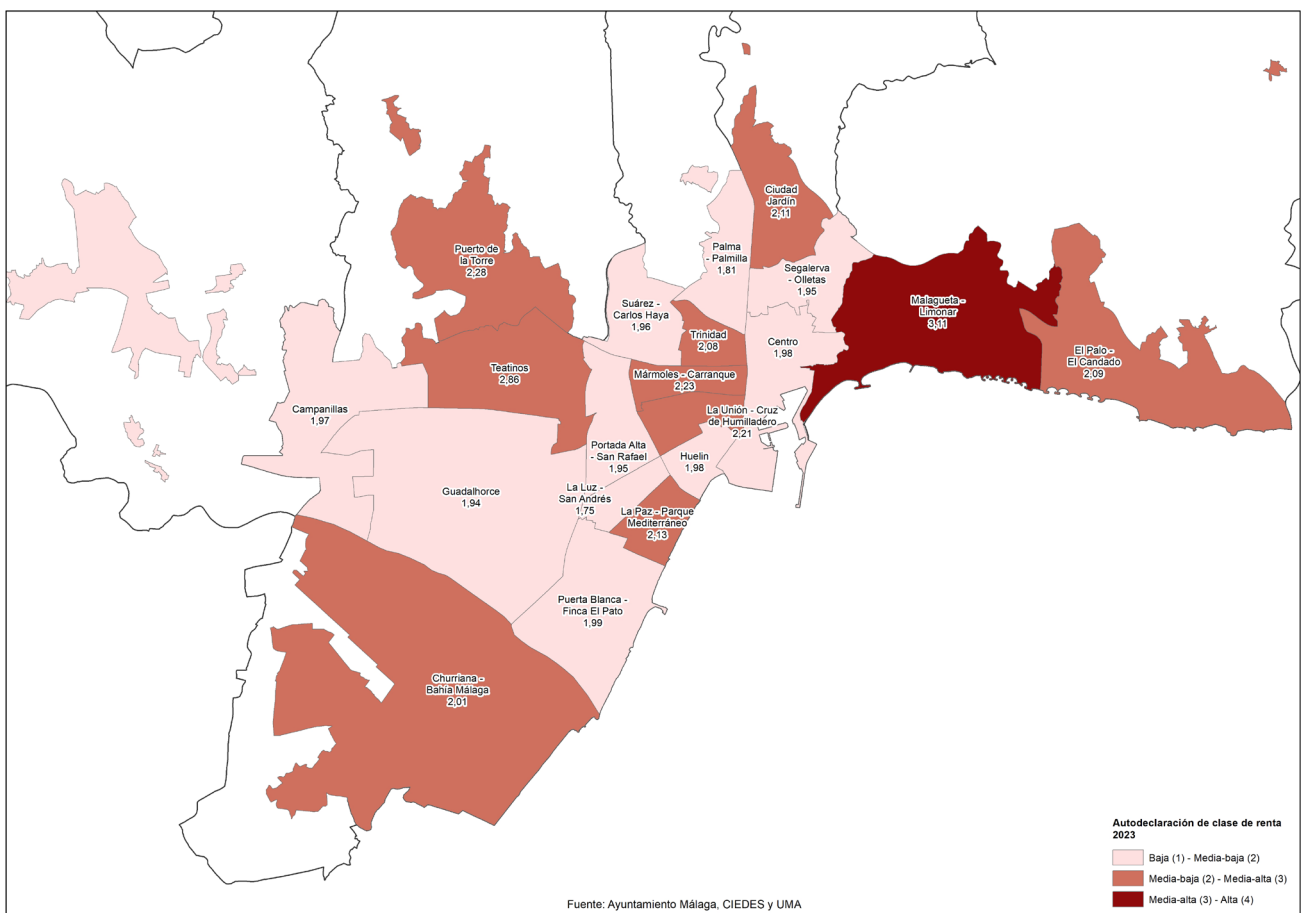 Ciudad
Jardín
2,11
Palma
- Palmilla
1,81
Puerto de
la Torre
2,28
Segalerva
- Olletas
1,95
Suárez -
Carlos Haya
1,96
Malagueta -
Limonar
3,11
Trinidad
2,08
Centro
1,98
El Palo -
El Candado
2,09
Teatinos
2,86
Mármoles - Carranque
2,23
Campanillas
1,97
La Unión - Cruz
de Humilladero
2,21
Portada Alta
- San Rafael
1,95
Huelin
1,98
Guadalhorce
1,94
La Luz -
San Andrés
1,75
La Paz - Parque
Mediterráneo
2,13
Puerta Blanca -
Finca El Pato
1,99
Churriana -
Bahía Málaga
2,01
Autodeclaración de clase de renta
2023
Baja (1) - Media-baja (2)
Media-baja (2) - Media-alta (3)
Media-alta (3) - Alta (4)
Fuente: Ayuntamiento Málaga, CIEDES y UMA